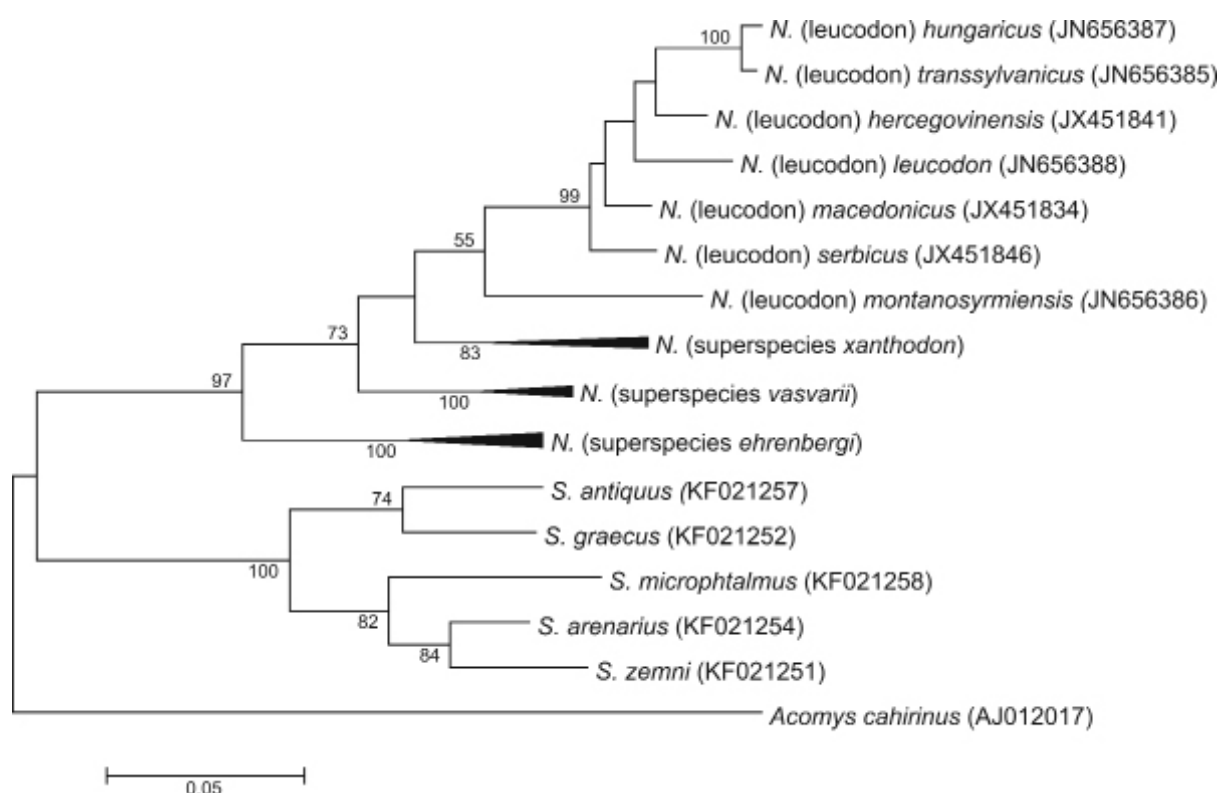 100
N. (leucodon) hungaricus (JN656387)
N. (leucodon) transsylvanicus (JN656385)
N. (leucodon) hercegovinensis (JX451841)
N. (leucodon) leucodon (JN656388)
99
N. (leucodon) macedonicus (JX451834)
55
N. (leucodon) serbicus (JX451846)
N. (leucodon) montanosyrmiensis (JN656386)
73
83
N. (superspecies xanthodon)
97
100
N. (superspecies vasvarii)
100
N. (superspecies ehrenbergi)
74
S. antiquus (KF021257)
S. graecus (KF021252)
100
S. microphtalmus (KF021258)
82
S. arenarius (KF021254)
84
S. zemni (KF021251)
Acomys cahirinus (AJ012017)
0.05